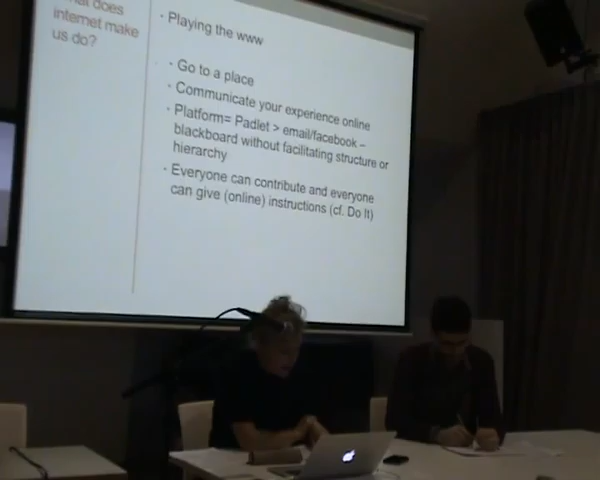 does
internet make
us do?
· Playing the www
· Go to a place
· Communicate your experience online
· Platform= Padlet > email/facebook –
blackboard without facilitating structure or
hierarchy
· Everyone can contribute and everyone
can give (online) instructions (cf. Do It)